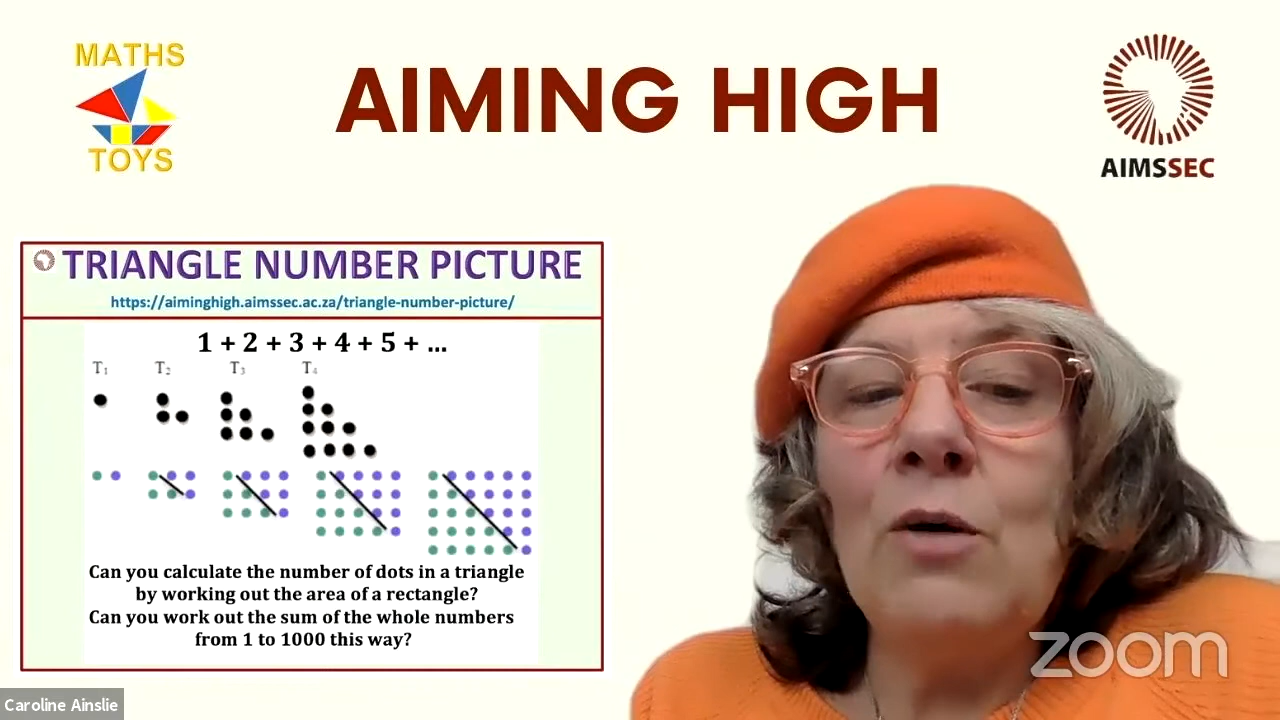 MATHS
TOYS
AIMING HIGH
AIMSSEC
TRIANGLE NUMBER PICTURE
https://aiminghigh.aimssec.ac.za/triangle-number-picture/
1 + 2 + 3 + 4 + 5 + ...
T₁ T₂ T₃ T₄
Can you calculate the number of dots in a triangle
by working out the area of a rectangle?
Can you work out the sum of the whole numbers
from 1 to 1000 this way?
zoom
Caroline Ainslie